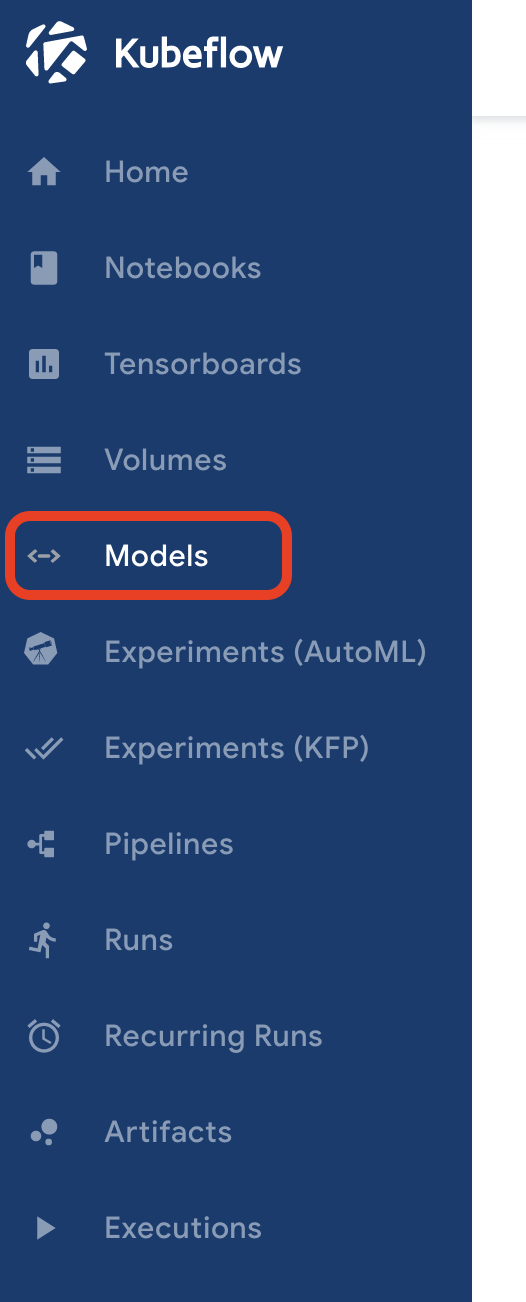 Kubeflow
Home
Notebooks
Tensorboards
Volumes
Models
Experiments (AutoML)
Experiments (KFP)
Pipelines
Runs
Recurring Runs
Artifacts
Executions